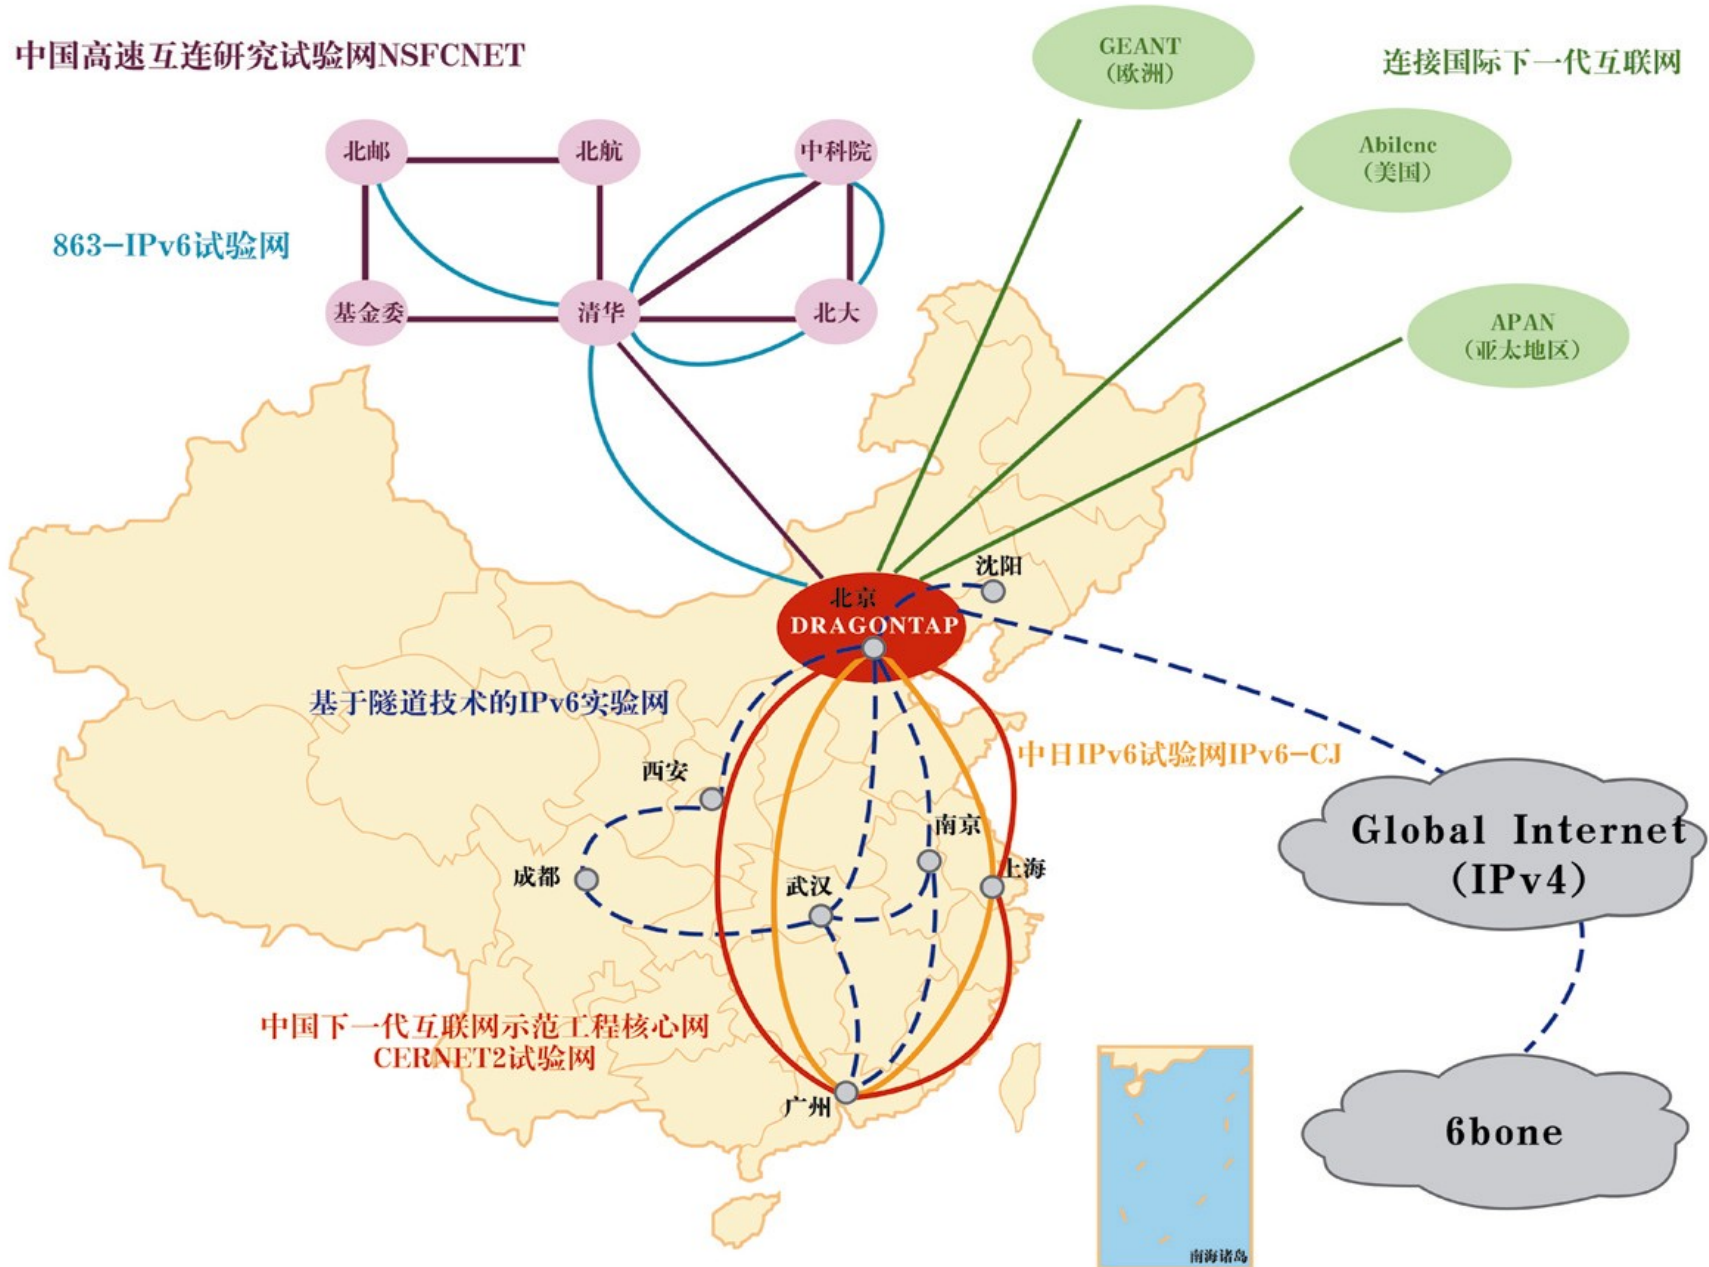 中国高速互连研究试验网NSFCNET
GEANT
(欧洲)
连接国际下一代互联网
Abilene
(美国)
北邮
北航
中科院
863-IPv6试验网
基金委
清华
北大
APAN
(亚太地区)
沈阳
北京
DRAGONTAP
基于隧道技术的IPv6实验网
中日IPv6试验网IPv6-CJ
西安
南京
Global Internet
(IPv4)
成都
武汉
上海
中国下一代互联网示范工程核心网
CERNET2试验网
广州
6bone
南海诸岛